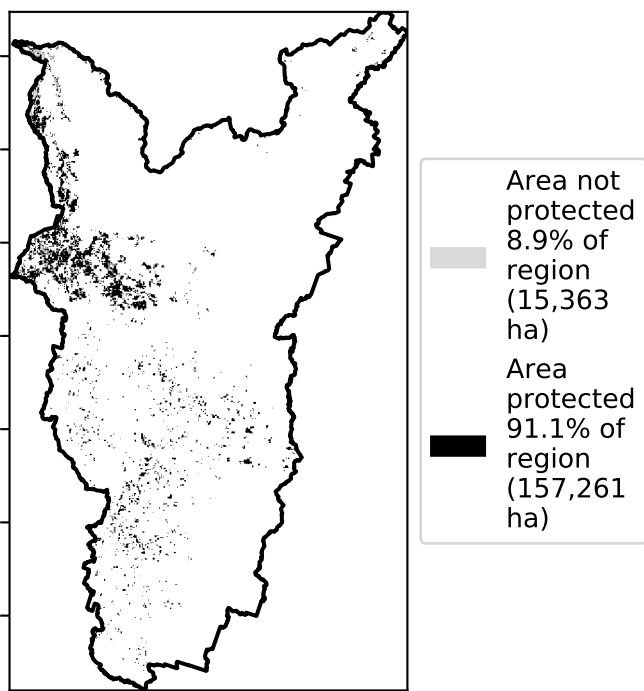 Area not
protected
8.9% of
region
(15,363
ha)
Area
protected
91.1% of
region
(157,261
ha)